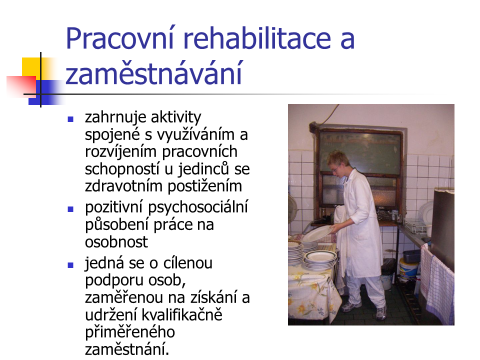 Pracovní rehabilitace a
zaměstnávání
zahrnuje aktivity
spojené s využíváním a
rozvíjením pracovních
schopností u jedinců se
zdravotním postižením
pozitivní psychosociální
působení práce na
osobnost
jedná se o cílenou
podporu osob,
zaměřenou na získání a
udržení kvalifikačně
přiměřeného
zaměstnání.